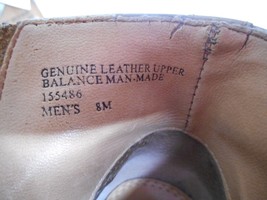 GENUINE LEATHER UPPER
BALANCE MAN-MADE
155486
MEN'S 8M